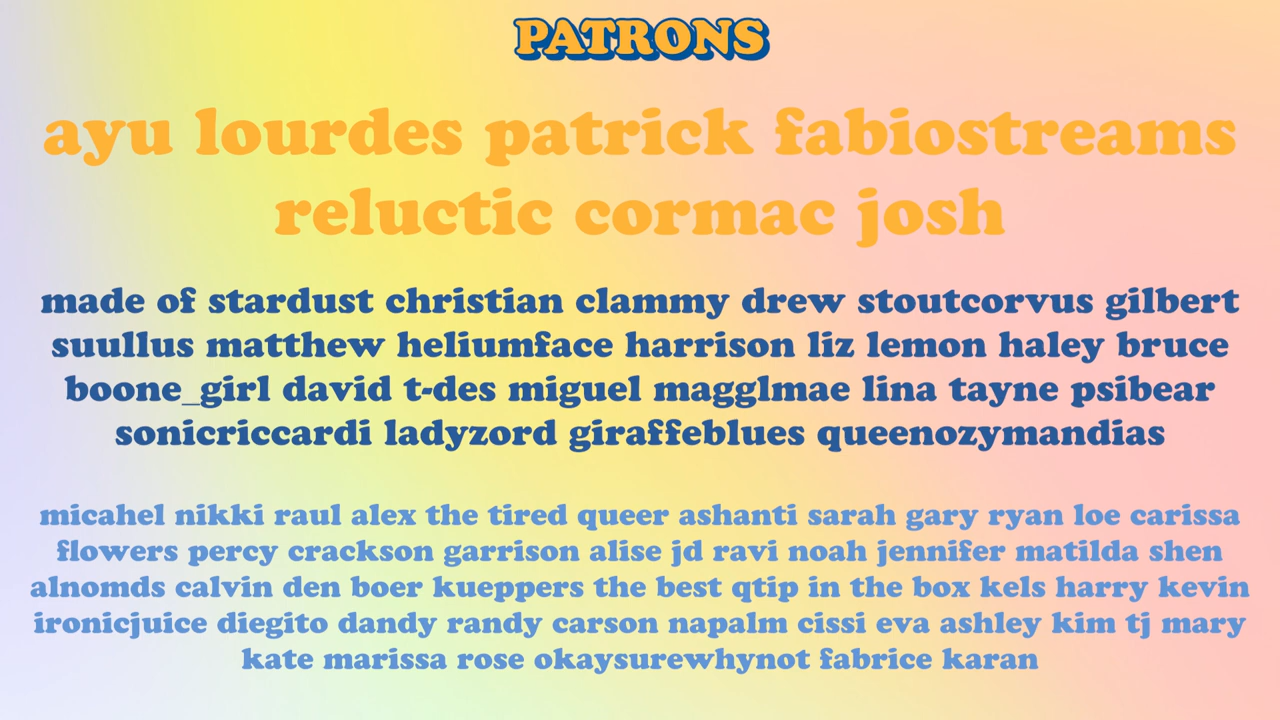 PATRONS
ayu lourdes patrick fabiostreams
reluctic cormac josh
made of stardust christian clammy drew stoutcorvus gilbert
suullus matthew heliumface harrison liz lemon haley bruce
boone_girl david t-des miguel magglmae lina tayne psibear
sonicriccardi ladyzord giraffeblues queenozymandias
micahel nikki raul alex the tired queer ashanti sarah gary ryan loe carissa
flowers percy crackson garrison alise jd ravi noah jennifer matilda shen
alnomds calvin den boer kueppers the best qtip in the box kels harry kevin
ironicjuice diegito dandy randy carson napalm cissi eva ashley kim tj mary
kate marissa rose okaysurewhynot fabrice karan